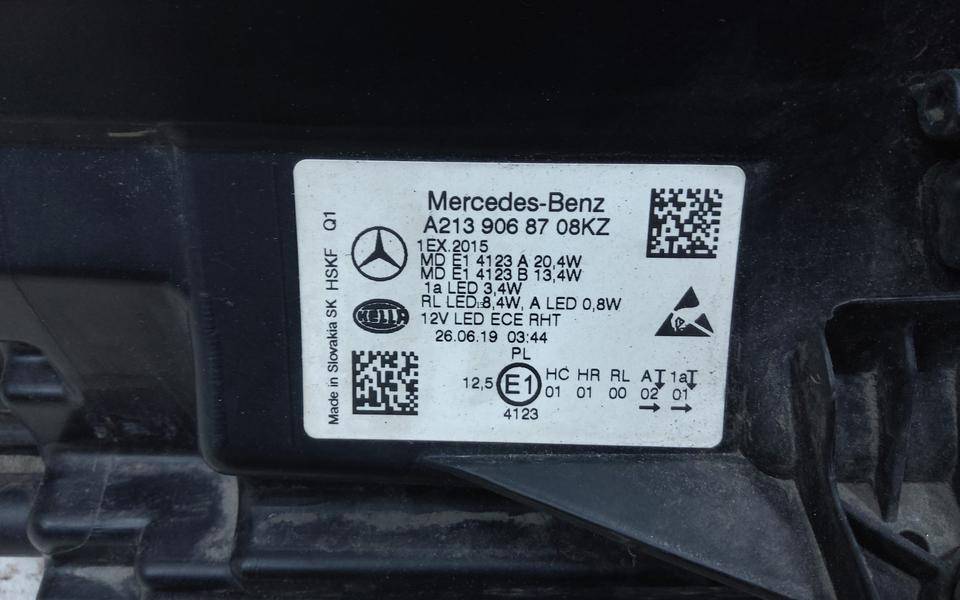 Mercedes-Benz
A213 906 87 08KZ
1EX.2015
MD E1 4123 A 20,4W
MD E1 4123 B 13,4W
1a LED 3,4W
RL LED 8,4W, A LED 0,8W
12V LED ECE RHT
26.06.19 03:44
PL
12,5 E1 HC HR RL A 1a
01 01 00 02 01
4123
HELLA
Made in Slovakia SK HSKF Q1